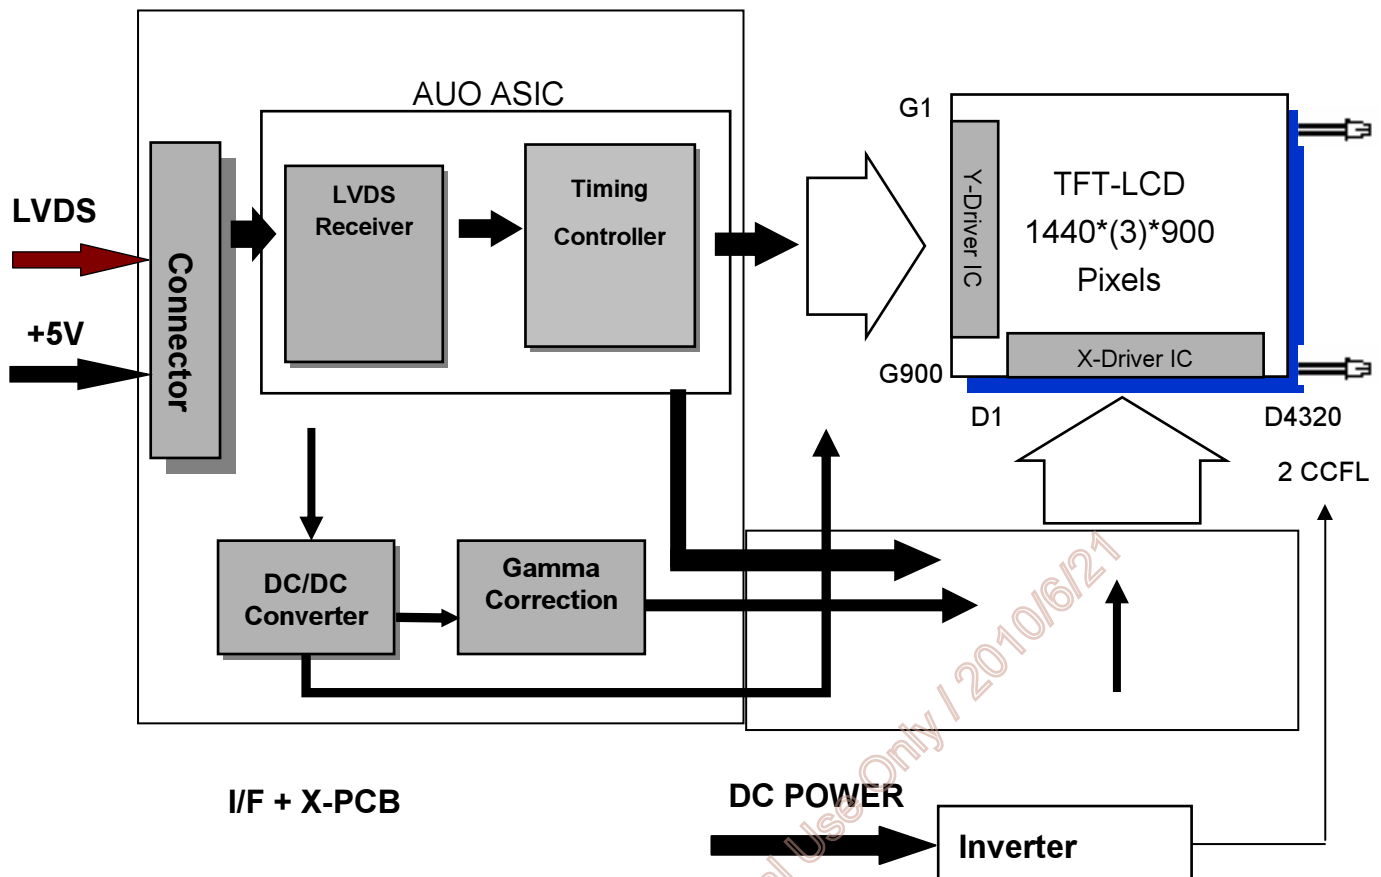 AUO ASIC
LVDS
+5V
Connector
LVDS
Receiver
Timing
Controller
G1
Y-Driver IC
TFT-LCD
1440*(3)*900
Pixels
X-Driver IC
G900
D1
D4320
2 CCFL
DC/DC
Converter
Gamma
Correction
I/F + X-PCB
DC POWER
Inverter
Use Only / 2010/6/21